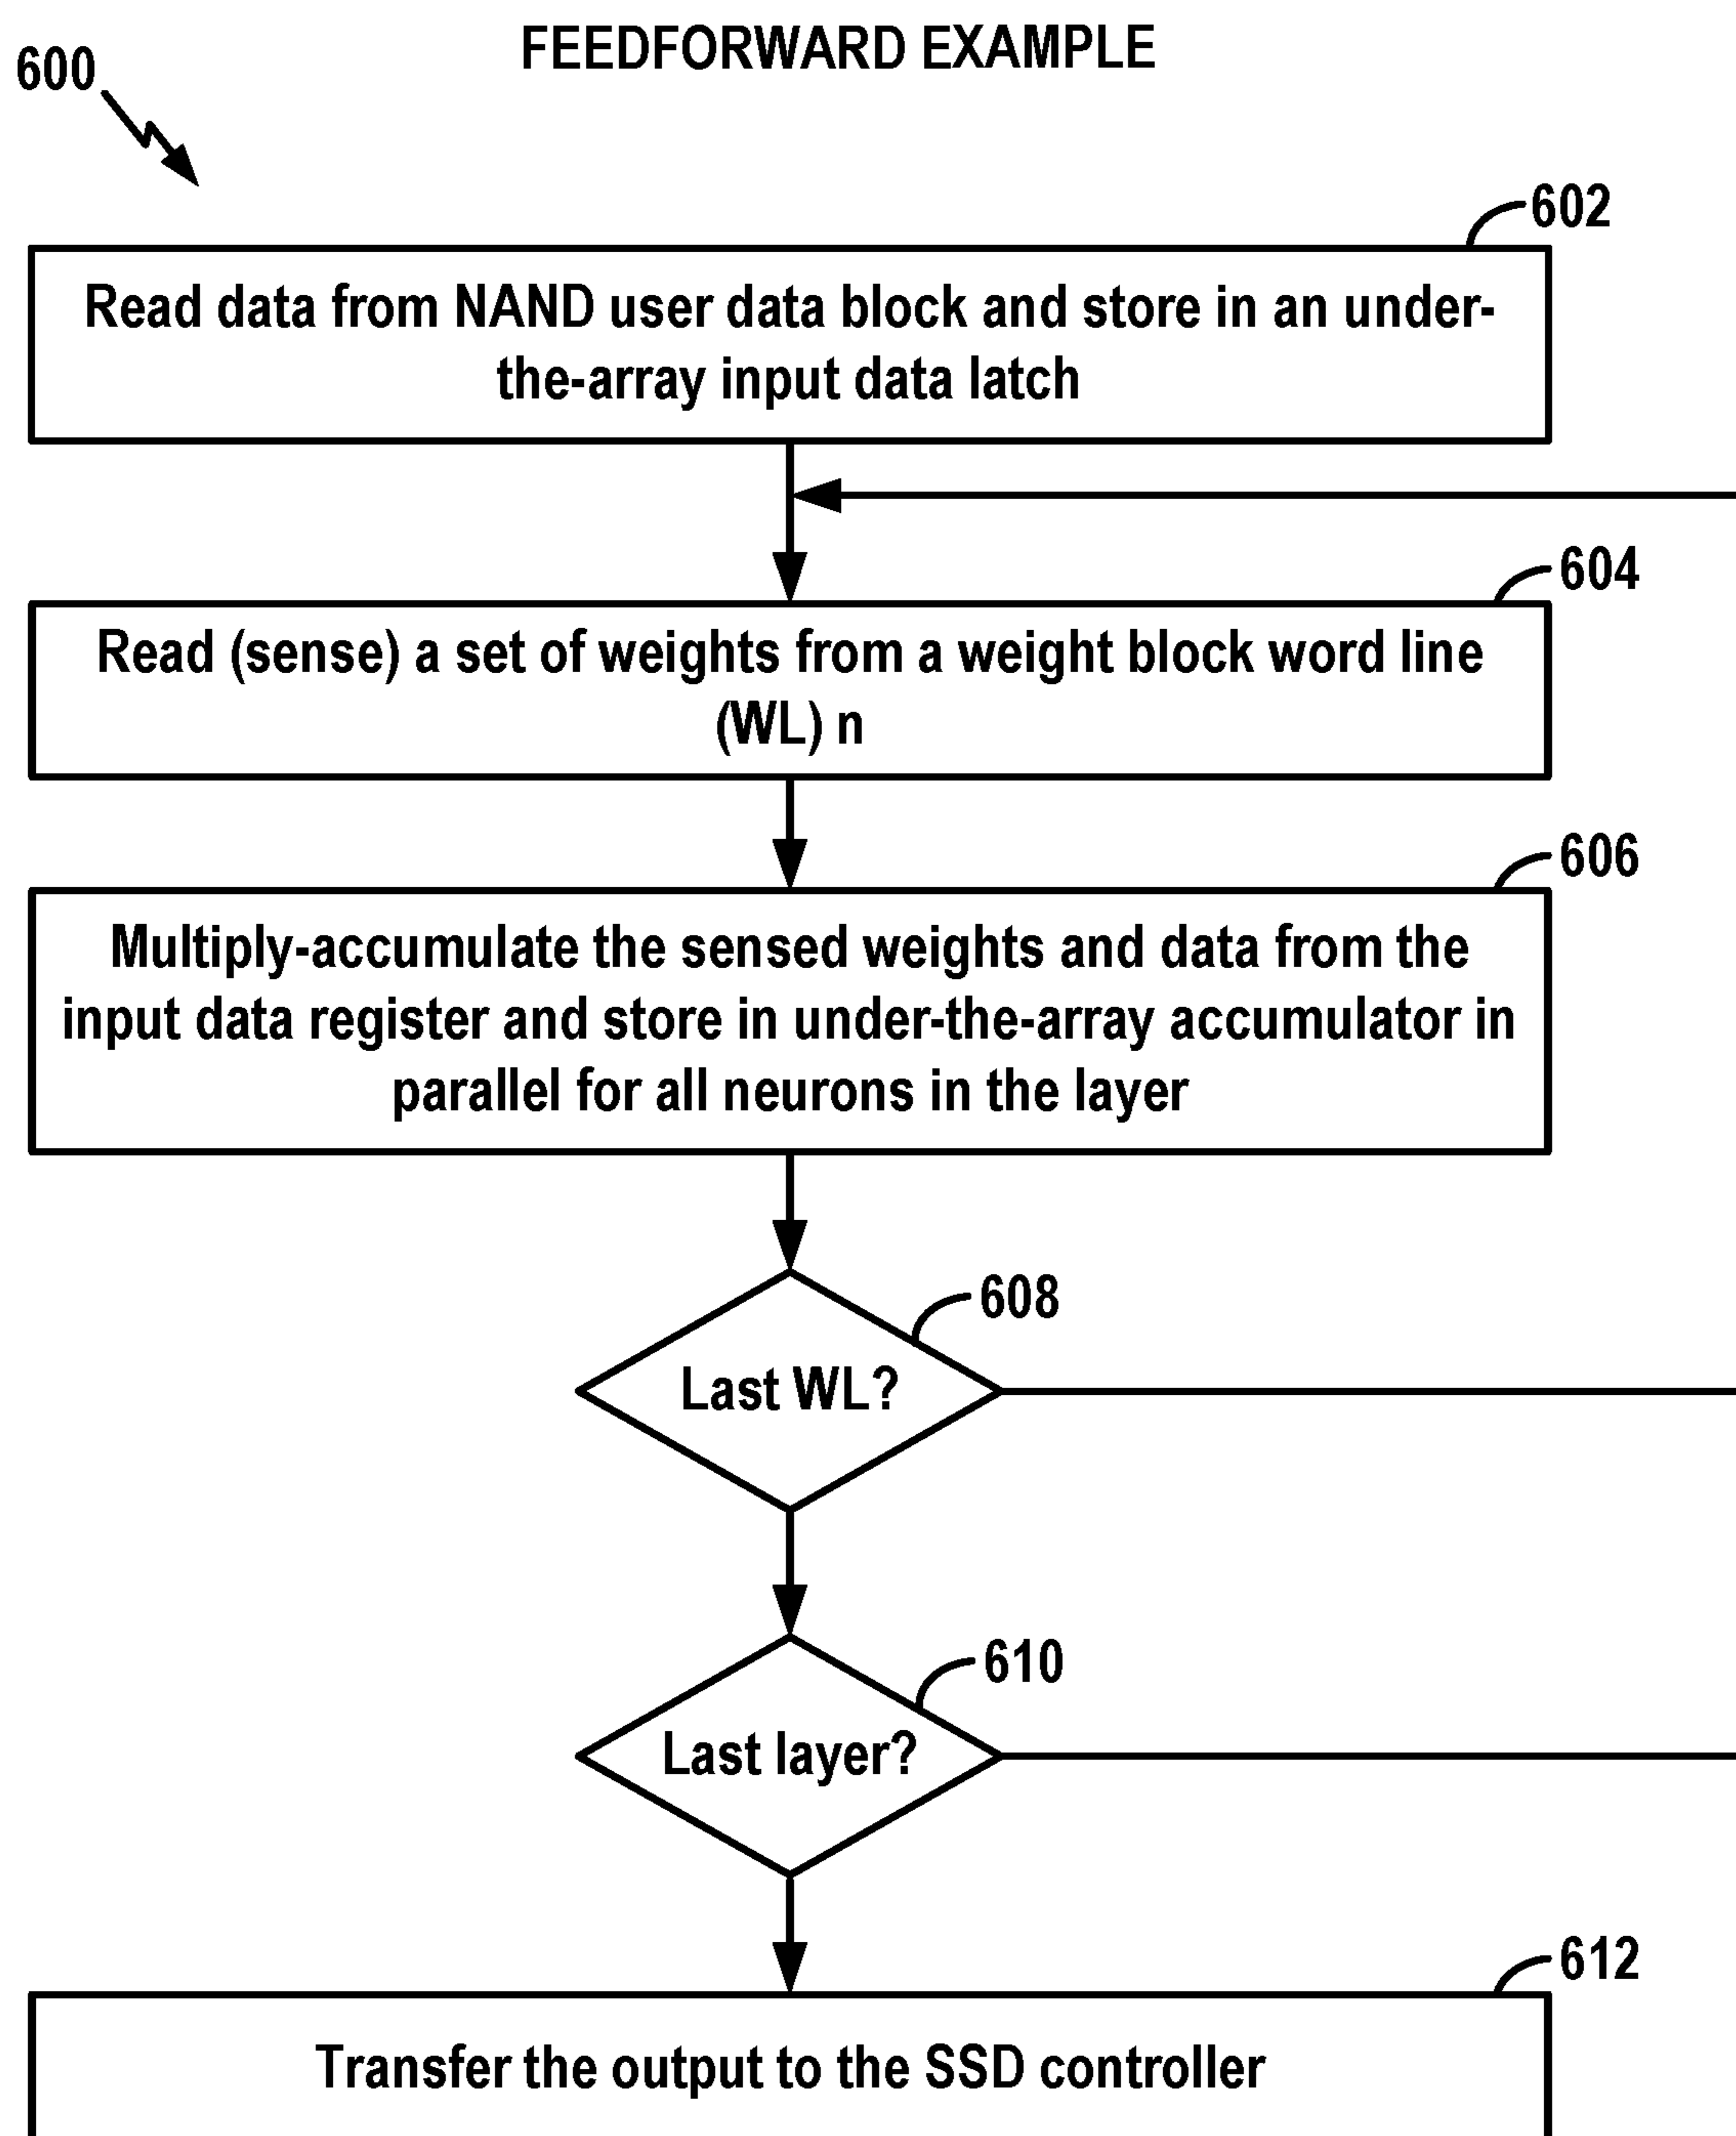 FEEDFORWARD EXAMPLE
600
602
Read data from NAND user data block and store in an under-
the-array input data latch
604
Read (sense) a set of weights from a weight block word line
(WL) n
606
Multiply-accumulate the sensed weights and data from the
input data register and store in under-the-array accumulator in
parallel for all neurons in the layer
608
Last WL?
610
Last layer?
612
Transfer the output to the SSD controller